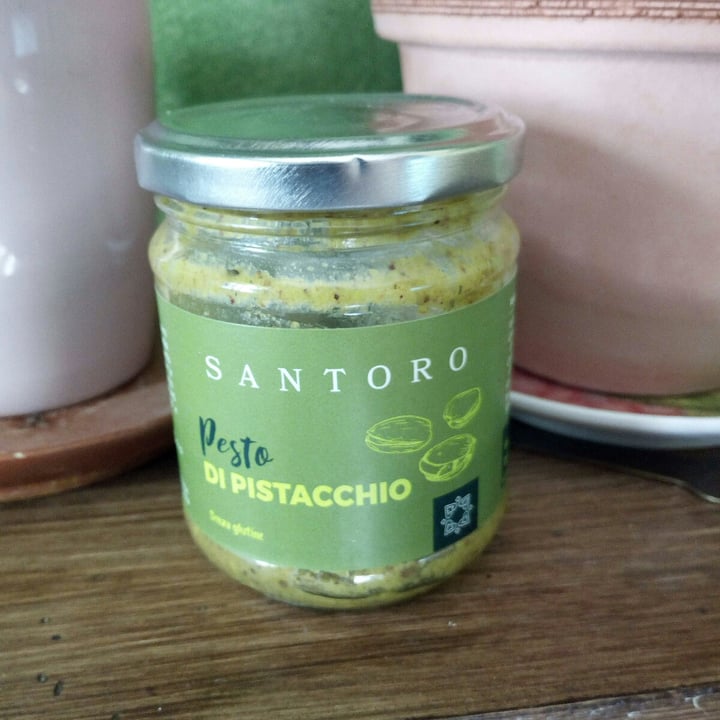 SANTORO
Pesto
DI PISTACCHIO
Senza glutine